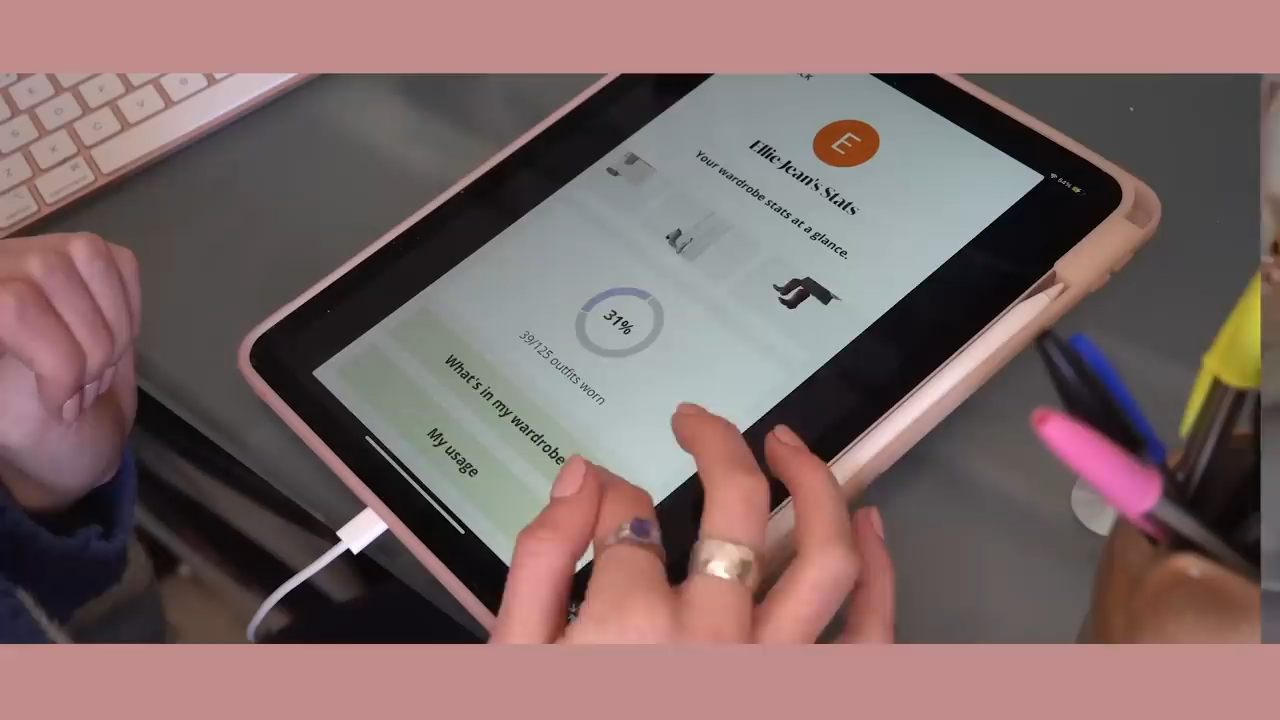 E
Ellie Jean's Stats
Your wardrobe stats at a glance.
31%
39/125 outfits worn
What's in my wardrobe
My usage
64%